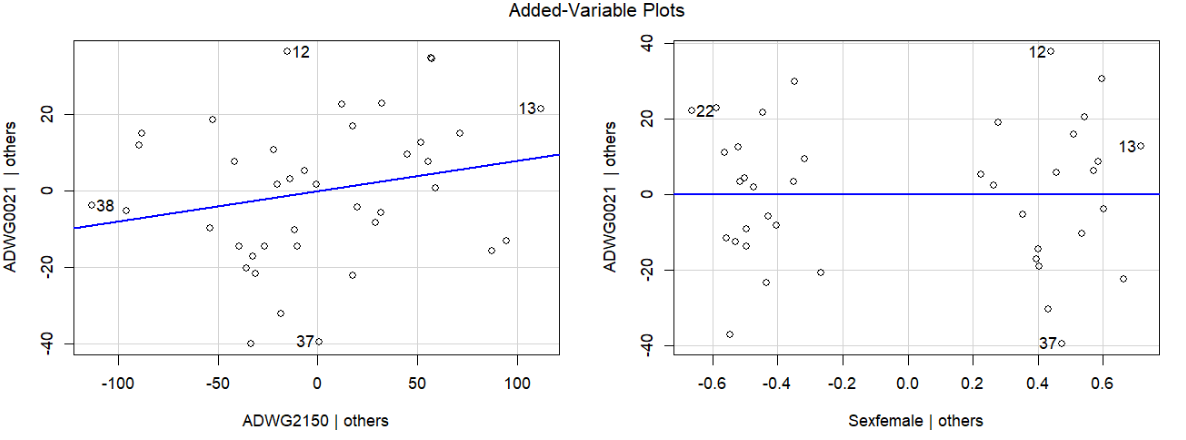 Added-Variable Plots
ADWG0021 | others
20
0
-20
-40
12
13
38
37
-100 -50 0 50 100
ADWG2150 | others
ADWG0021 | others
40
20
0
-20
-40
12
22
13
37
-0.6 -0.4 -0.2 0.0 0.2 0.4 0.6
Sexfemale | others